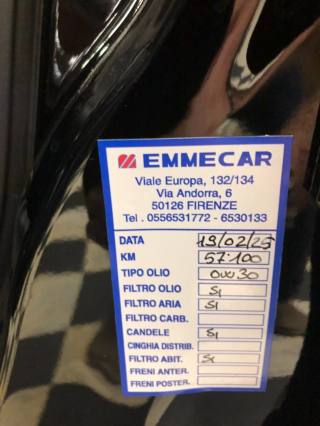 EMMECAR
Viale Europa, 132/134
Via Andorra, 6
50126 FIRENZE
Tel . 0556531772 - 6530133
DATA 19/02/25
KM 57.100
TIPO OLIO 0W30
FILTRO OLIO Si
FILTRO ARIA Si
FILTRO CARB.
CANDELE Si
CINGHIA DISTRIB.
FILTRO ABIT. Si
FRENI ANTER.
FRENI POSTER.